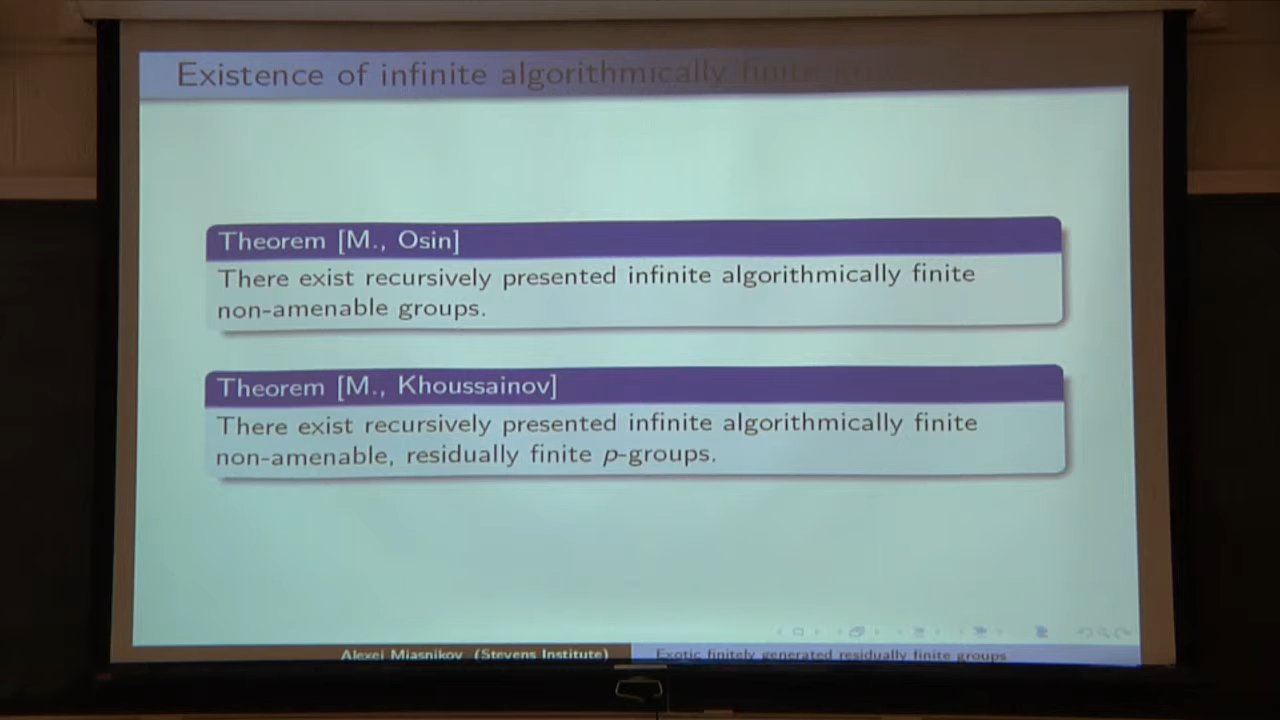 Existence of infinite algorithmically finite
Theorem [M., Osin]
There exist recursively presented infinite algorithmically finite
non-amenable groups.
Theorem [M., Khoussainov]
There exist recursively presented infinite algorithmically finite
non-amenable, residually finite p-groups.
Alexei Miasnikov (Stevens Institute)
Exotic finitely generated residually finite groups